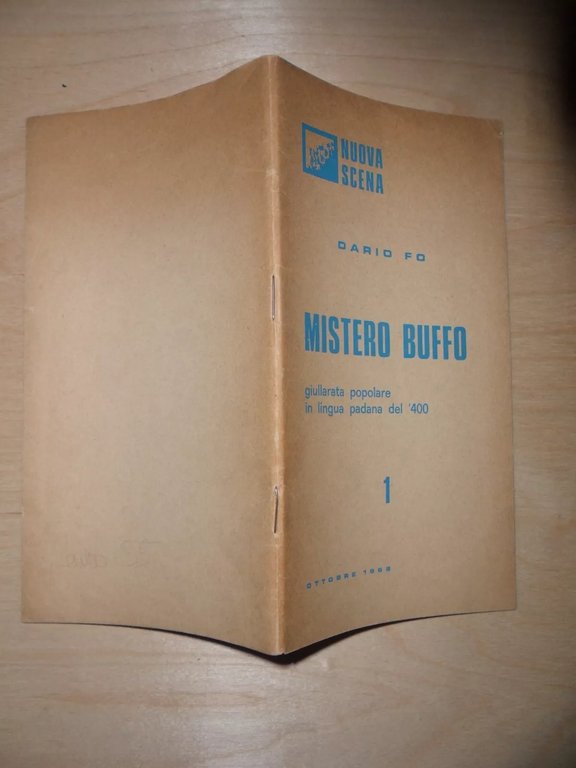 NUOVA
SCENA
DARIO FO
MISTERO BUFFO
giullarata popolare
in lingua padana del '400
1
OTTOBRE 1969